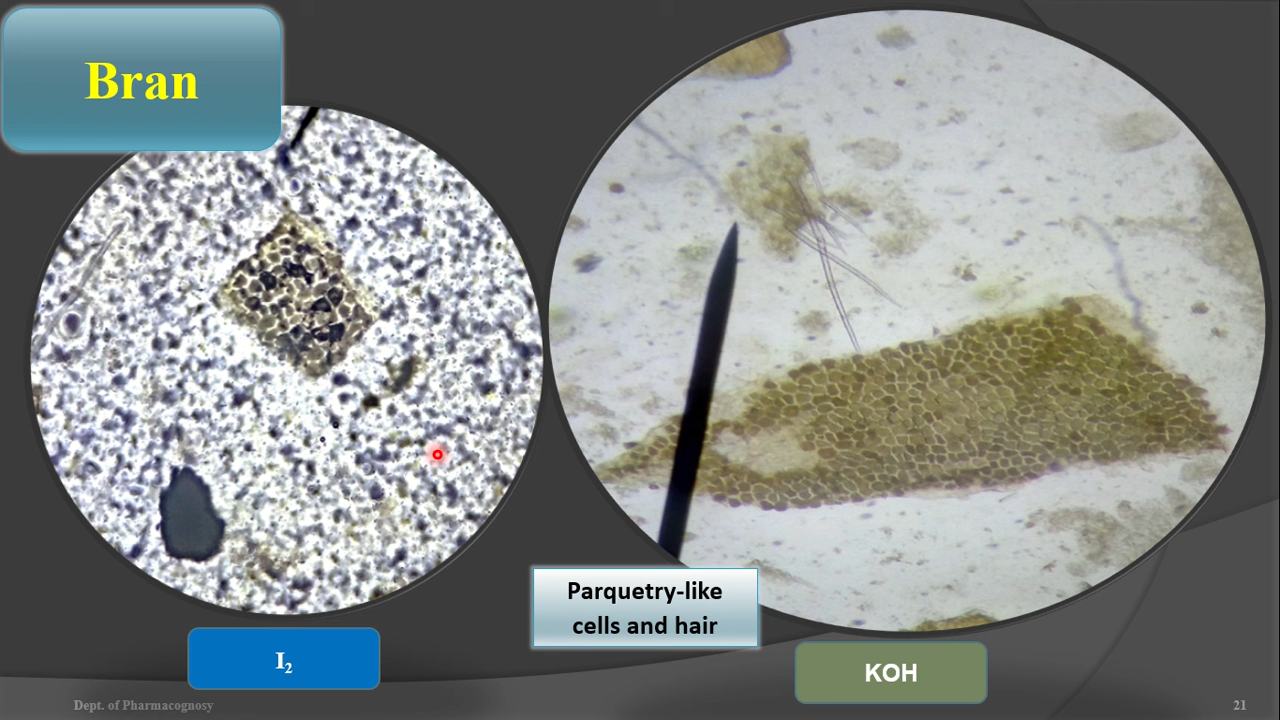 Bran
Parquetry-like
cells and hair
I₂
KOH
Dept. of Pharmacognosy
21